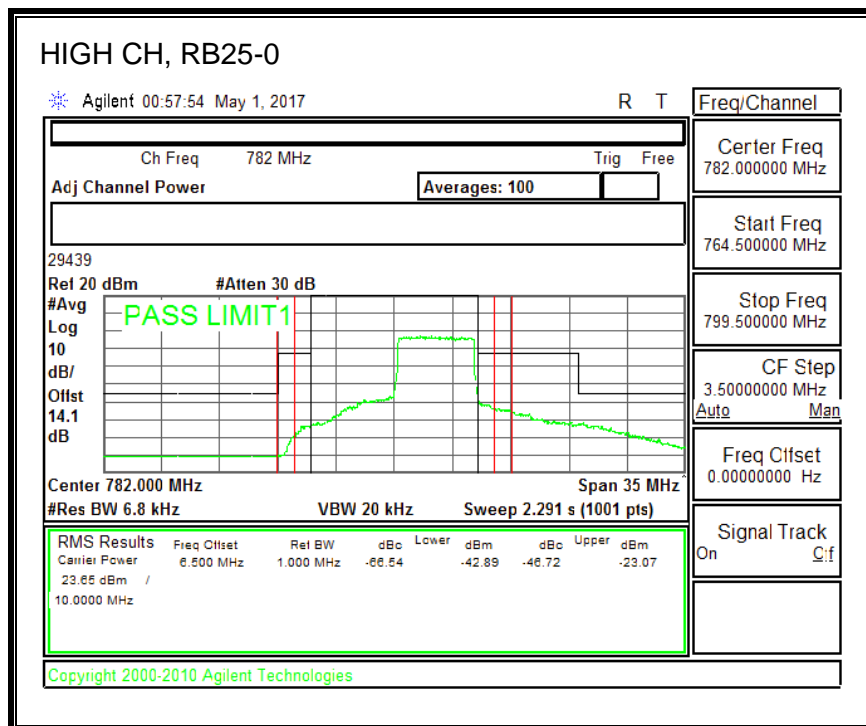 HIGH CH, RB25-0
Agilent 00:57:54 May 1, 2017 R T
Freq/Channel
Ch Freq 782 MHz Trig Free
Adj Channel Power Averages: 100
Center Freq
782.000000 MHz
Start Freq
764.500000 MHz
Stop Freq
799.500000 MHz
CF Step
3.50000000 MHz
Auto Man
Freq Offset
0.00000000 Hz
Signal Track
On Off
29439
Ref 20 dBm #Atten 30 dB
#Avg
Log
10
dB/
Offst
14.1
dB
PASS LIMIT1
Center 782.000 MHz Span 35 MHz
#Res BW 6.8 kHz VBW 20 kHz Sweep 2.291 s (1001 pts)
RMS Results Freq Offset Ref BW dBc Lower dBm dBc Upper dBm
Carrier Power 6.500 MHz 1.000 MHz -66.54 -42.89 -46.72 -23.07
23.65 dBm /
10.0000 MHz
Copyright 2000-2010 Agilent Technologies